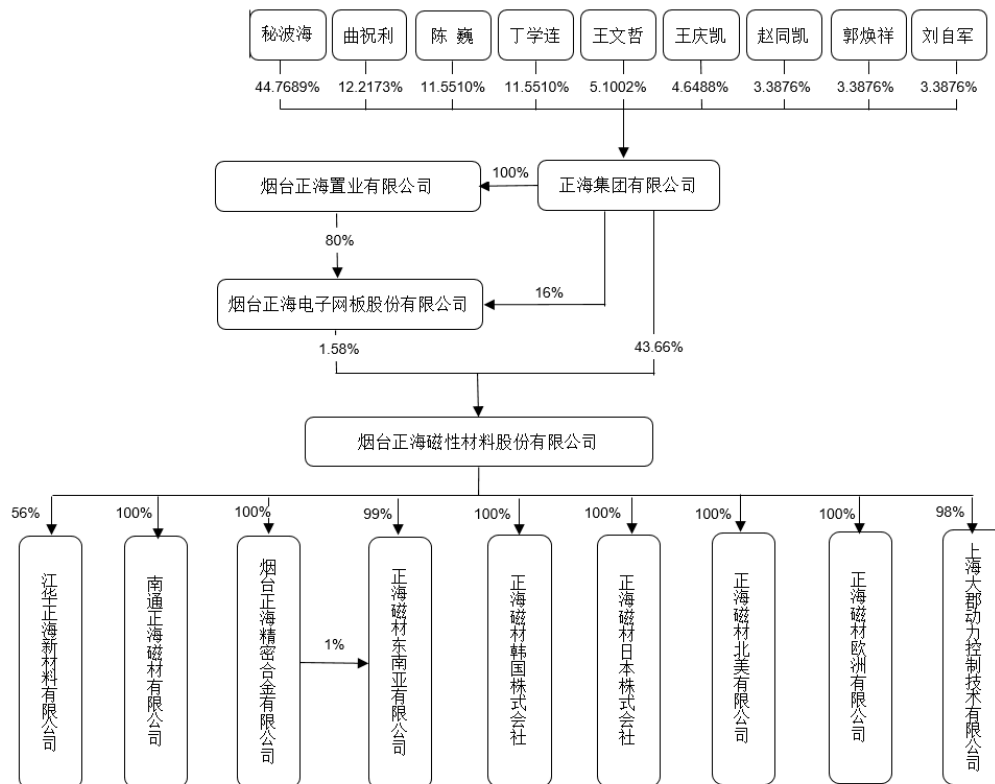 秘波海
曲祝利
陈 巍
丁学连
王文哲
王庆凯
赵同凯
郭焕祥
刘自军
44.7689%
12.2173%
11.5510%
11.5510%
5.1002%
4.6488%
3.3876%
3.3876%
3.3876%
烟台正海置业有限公司
100%
正海集团有限公司
80%
烟台正海电子网板股份有限公司
16%
1.58%
43.66%
烟台正海磁性材料股份有限公司
56%
100%
100%
99%
100%
100%
100%
100%
98%
江华正海新材料有限公司
南通正海磁材有限公司
烟台正海精密合金有限公司
1%
正海磁材东南亚有限公司
正海磁材韩国株式会社
正海磁材日本株式会社
正海磁材北美有限公司
正海磁材欧洲有限公司
上海大郡动力控制技术有限公司